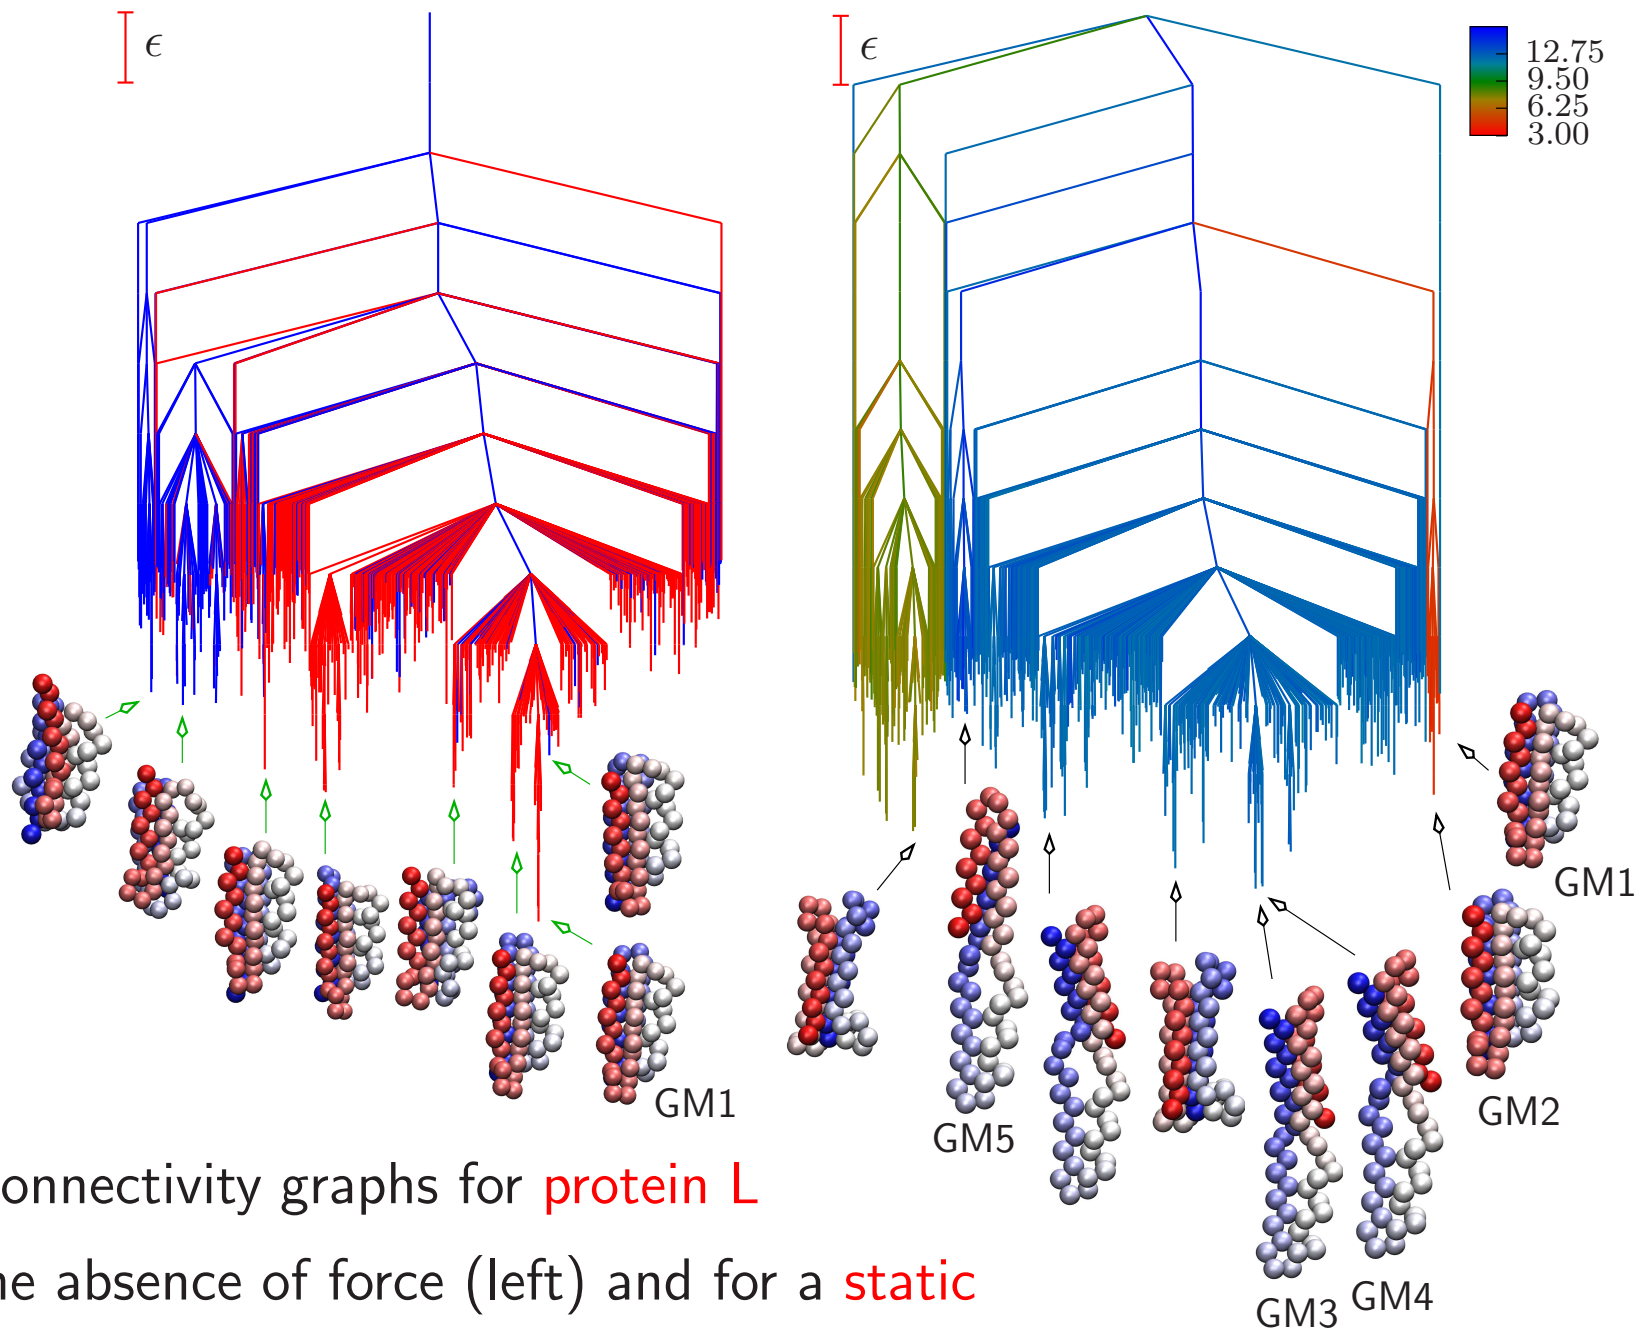 ϵ
ϵ
12.75
9.50
6.25
3.00
GM1
GM1
GM2
GM5
GM3
GM4
onnectivity graphs for protein L
ne absence of force (left) and for a static